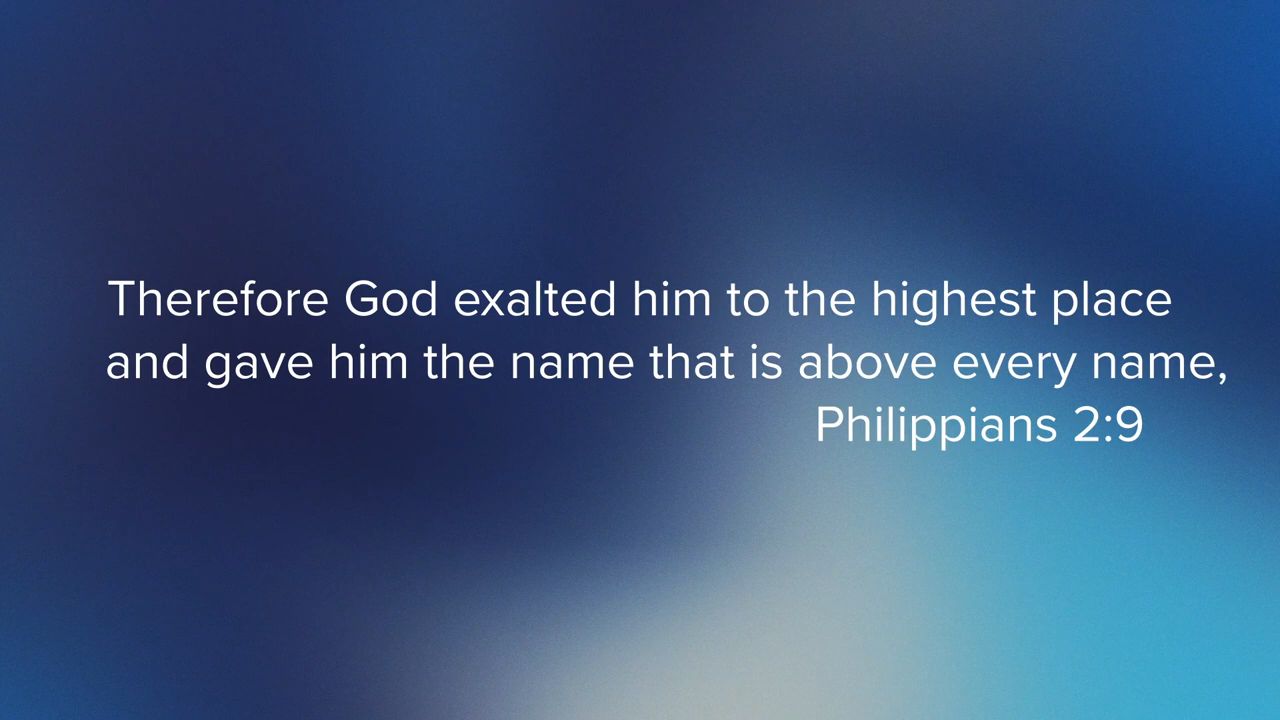 Therefore God exalted him to the highest place
and gave him the name that is above every name,
Philippians 2:9